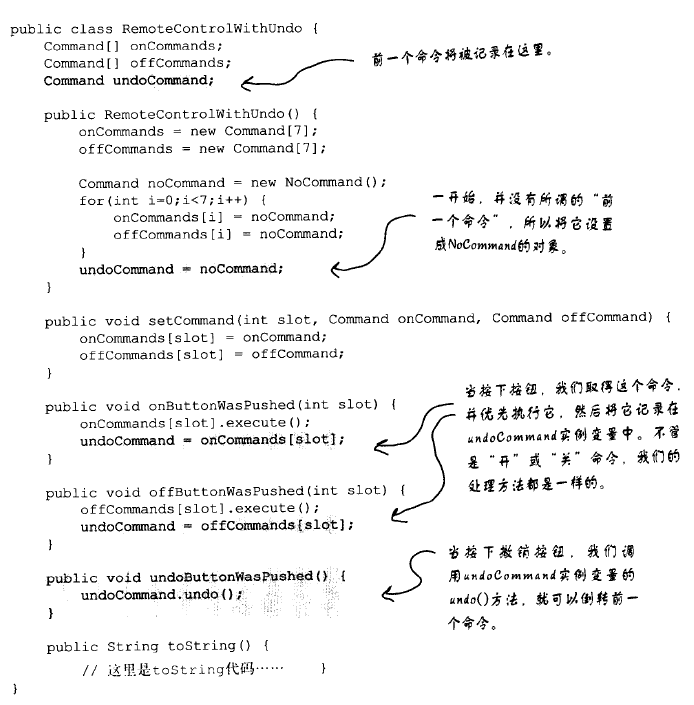 public class RemoteControlWithUndo {
Command[] onCommands;
Command[] offCommands;
Command undoCommand;
前一个命令将被记录在这里。
public RemoteControlWithUndo() {
onCommands = new Command[7];
offCommands = new Command[7];
Command noCommand = new NoCommand();
for(int i=0;i<7;i++) {
onCommands[i] = noCommand;
offCommands[i] = noCommand;
}
undoCommand = noCommand;
}
一开始，并没有所谓的“前
一个命令”，所以将它设置
成NoCommand的对象。
public void setCommand(int slot, Command onCommand, Command offCommand) {
onCommands[slot] = onCommand;
offCommands[slot] = offCommand;
}
public void onButtonWasPushed(int slot) {
onCommands[slot].execute();
undoCommand = onCommands[slot];
}
public void offButtonWasPushed(int slot) {
offCommands[slot].execute();
undoCommand = offCommands[slot];
}
当按下按钮，我们取得这个命令，
并优先执行它，然后将它记录在
undoCommand实例变量中。不管
是“开”或“关”命令，我们的
处理方法都是一样的。
public void undoButtonWasPushed() {
undoCommand.undo();
}
当按下撤销按钮，我们调
用undoCommand实例变量的
undo()方法，就可以倒转前一
个命令。
public String toString() {
// 这里是toString代码…… }
}